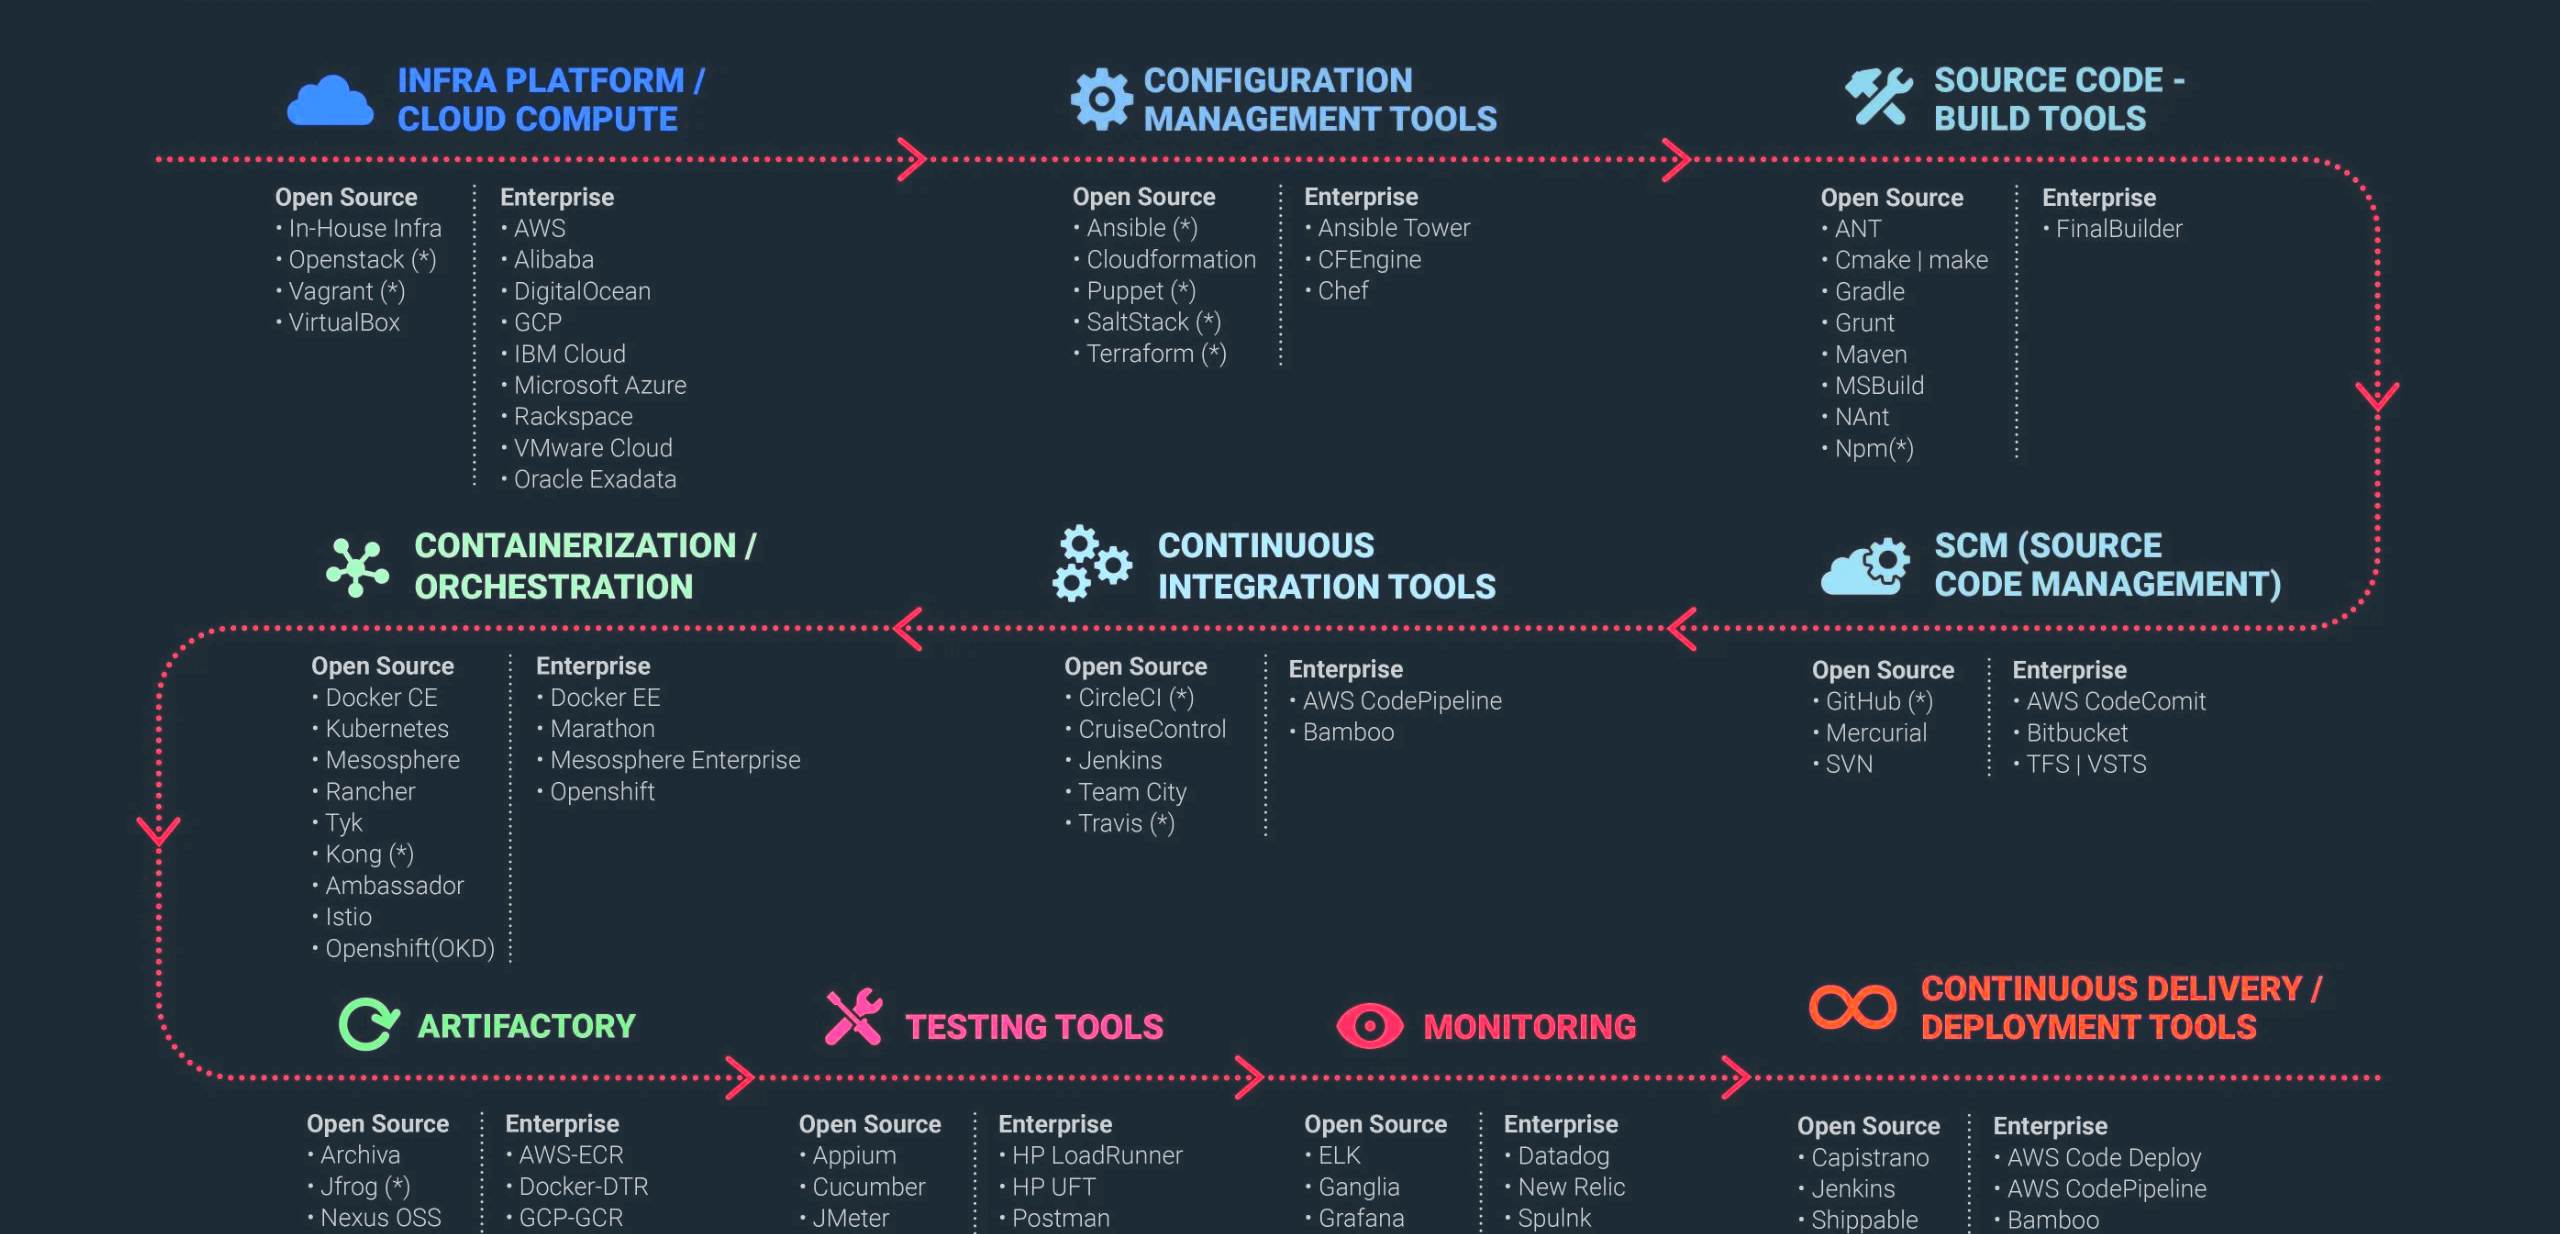 INFRA PLATFORM /
CLOUD COMPUTE
Open Source
• In-House Infra
• Openstack (*)
• Vagrant (*)
• VirtualBox
Enterprise
• AWS
• Alibaba
• DigitalOcean
• GCP
• IBM Cloud
• Microsoft Azure
• Rackspace
• VMware Cloud
• Oracle Exadata
CONFIGURATION
MANAGEMENT TOOLS
Open Source
• Ansible (*)
• Cloudformation
• Puppet (*)
• SaltStack (*)
• Terraform (*)
Enterprise
• Ansible Tower
• CFEngine
• Chef
SOURCE CODE -
BUILD TOOLS
Open Source
• ANT
• Cmake | make
• Gradle
• Grunt
• Maven
• MSBuild
• NAnt
• Npm(*)
Enterprise
• FinalBuilder
SCM (SOURCE
CODE MANAGEMENT)
Open Source
• GitHub (*)
• Mercurial
• SVN
Enterprise
• AWS CodeComit
• Bitbucket
• TFS | VSTS
CONTINUOUS
INTEGRATION TOOLS
Open Source
• CircleCI (*)
• CruiseControl
• Jenkins
• Team City
• Travis (*)
Enterprise
• AWS CodePipeline
• Bamboo
CONTAINERIZATION /
ORCHESTRATION
Open Source
• Docker CE
• Kubernetes
• Mesosphere
• Rancher
• Tyk
• Kong (*)
• Ambassador
• Istio
• Openshift(OKD)
Enterprise
• Docker EE
• Marathon
• Mesosphere Enterprise
• Openshift
ARTIFACTORY
Open Source
• Archiva
• Jfrog (*)
• Nexus OSS
Enterprise
• AWS-ECR
• Docker-DTR
• GCP-GCR
TESTING TOOLS
Open Source
• Appium
• Cucumber
• JMeter
Enterprise
• HP LoadRunner
• HP UFT
• Postman
MONITORING
Open Source
• ELK
• Ganglia
• Grafana
Enterprise
• Datadog
• New Relic
• Spulnk
CONTINUOUS DELIVERY /
DEPLOYMENT TOOLS
Open Source
• Capistrano
• Jenkins
• Shippable
Enterprise
• AWS Code Deploy
• AWS CodePipeline
• Bamboo